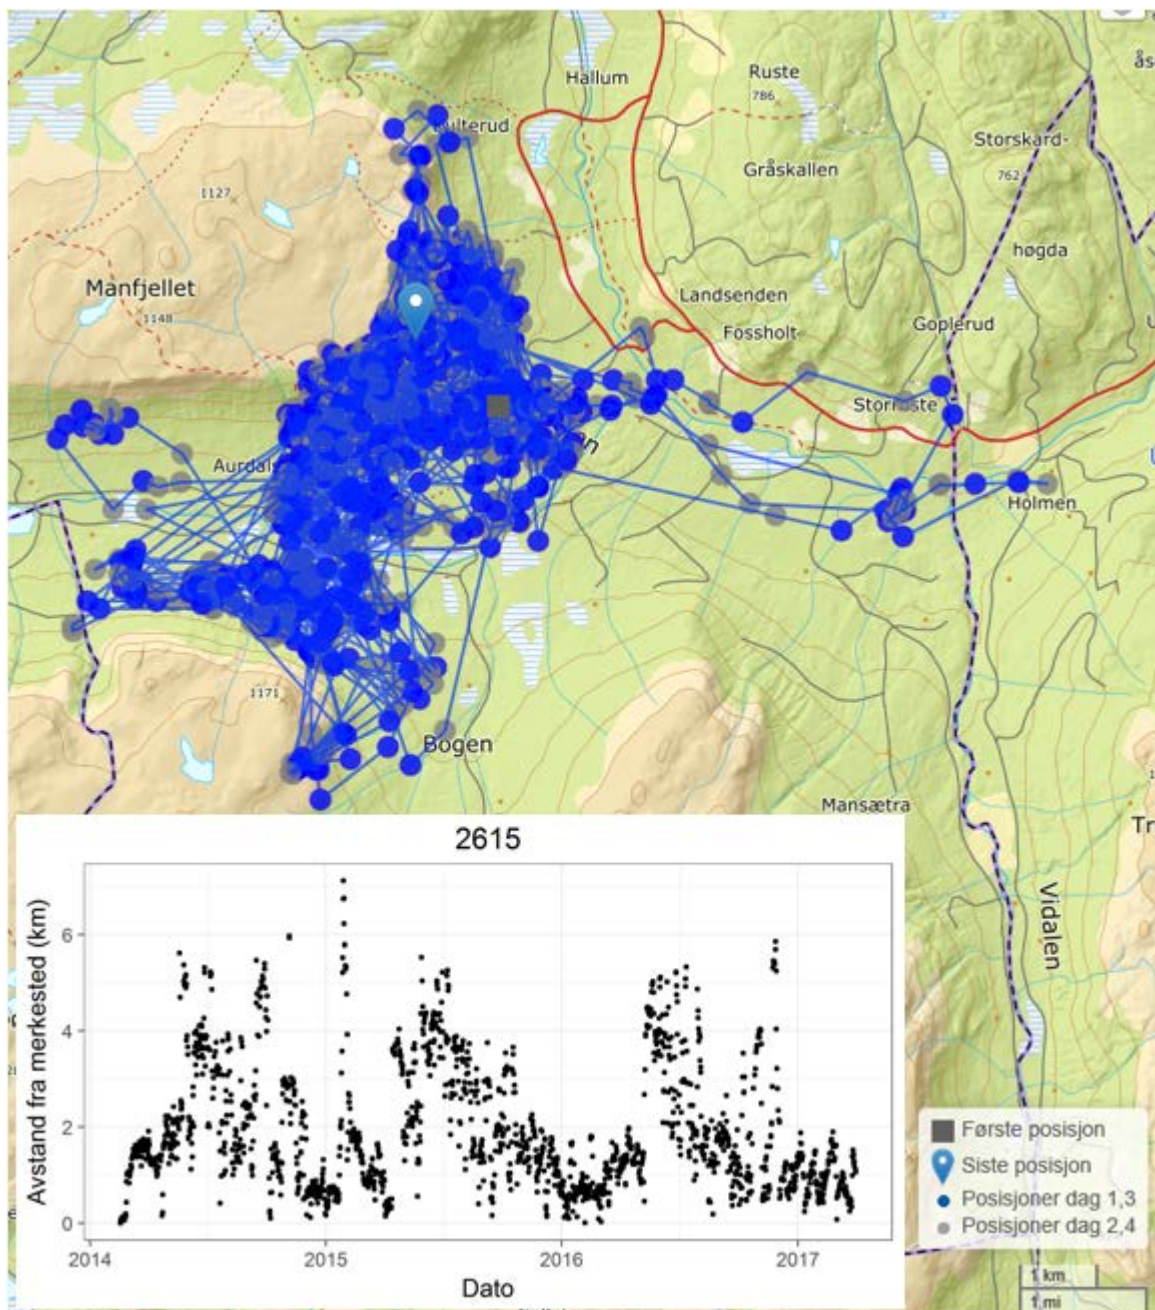 Hallum
Ruste
786
Storskard-
Gråskallen
762
1127
høgda
Manfjellet
Landsenden
1148
Fossholt
Goplerud
Storruste
Holmen
1171
Bogen
Mansætra
Vidalen
2615
Avstand fra merkested (km)
6
4
2
0
2014
2015
2016
2017
Dato
Første posisjon
Siste posisjon
Posisjoner dag 1,3
Posisjoner dag 2,4
1 km
1 mi